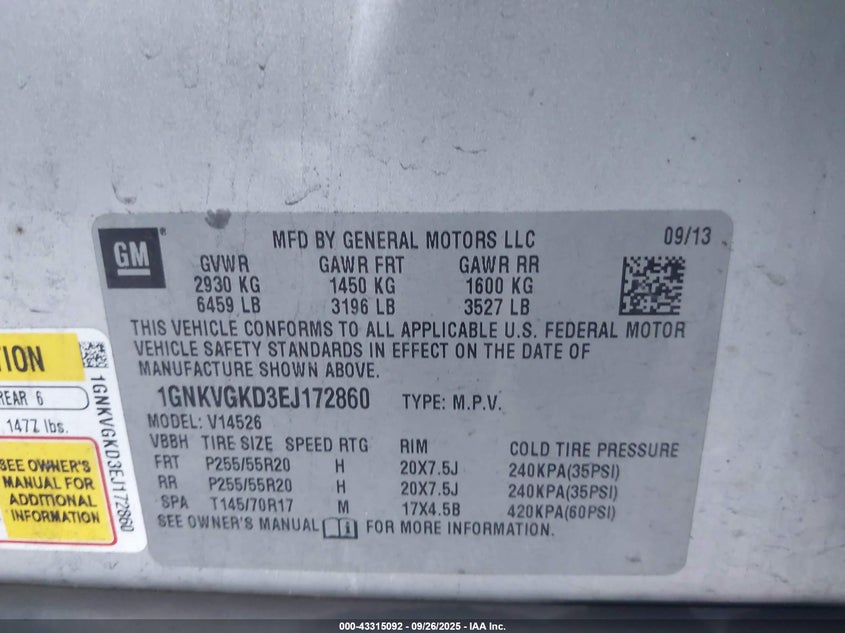 GM
®
MFD BY GENERAL MOTORS LLC
09/13
GVWR GAWR FRT GAWR RR
2930 KG 1450 KG 1600 KG
6459 LB 3196 LB 3527 LB
THIS VEHICLE CONFORMS TO ALL APPLICABLE U.S. FEDERAL MOTOR
VEHICLE SAFETY STANDARDS IN EFFECT ON THE DATE OF
MANUFACTURE SHOWN ABOVE.
1GNKVGKD3EJ172860 TYPE: M.P.V.
MODEL: V14526
VBBH TIRE SIZE SPEED RTG RIM COLD TIRE PRESSURE
FRT P255/55R20 H 20X7.5J 240KPA(35PSI)
RR P255/55R20 H 20X7.5J 240KPA(35PSI)
SPA T145/70R17 M 17X4.5B 420KPA(60PSI)
SEE OWNER'S MANUAL FOR MORE INFORMATION.
TION
REAR 6
1477 lbs.
SEE OWNER'S
MANUAL FOR
ADDITIONAL
INFORMATION
1GNKVGKD3EJ172860
000-43315092 - 09/26/2025 - IAA Inc.